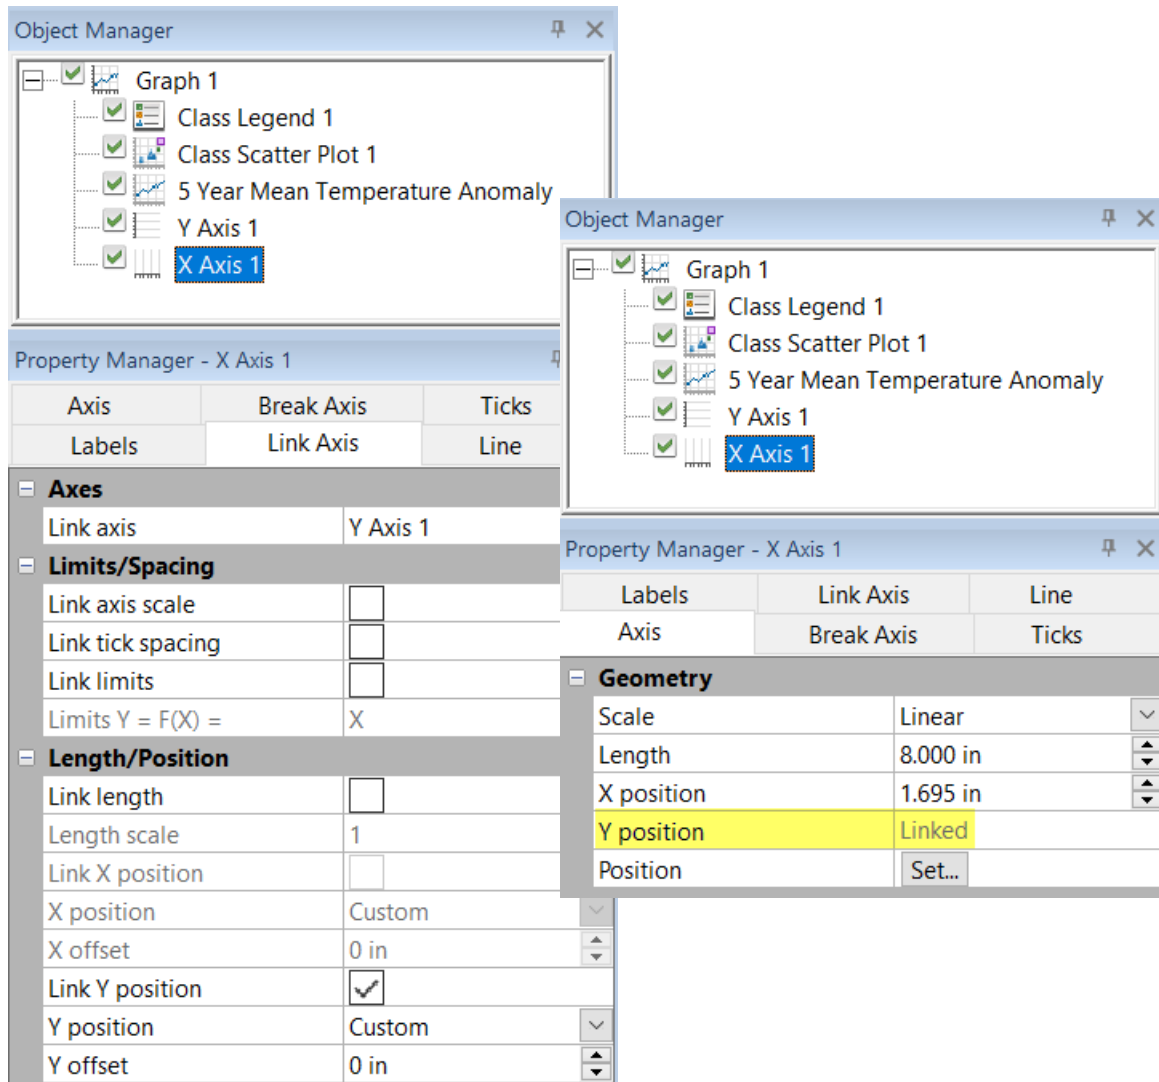 Object Manager
Graph 1
Class Legend 1
Class Scatter Plot 1
5 Year Mean Temperature Anomaly
Y Axis 1
X Axis 1
Property Manager - X Axis 1
Axis Break Axis Ticks
Labels Link Axis Line
Axes
Link axis Y Axis 1
Limits/Spacing
Link axis scale
Link tick spacing
Link limits
Limits Y = F(X) = X
Length/Position
Link length
Length scale 1
Link X position
X position Custom
X offset 0 in
Link Y position
Y position Custom
Y offset 0 in
Object Manager
Graph 1
Class Legend 1
Class Scatter Plot 1
5 Year Mean Temperature Anomaly
Y Axis 1
X Axis 1
Property Manager - X Axis 1
Labels Link Axis Line
Axis Break Axis Ticks
Geometry
Scale Linear
Length 8.000 in
X position 1.695 in
Y position Linked
Position Set...